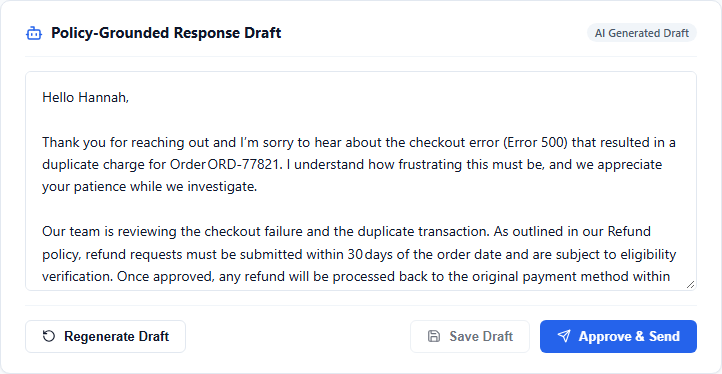 Policy-Grounded Response Draft
AI Generated Draft
Hello Hannah,
Thank you for reaching out and I'm sorry to hear about the checkout error (Error 500) that resulted in a
duplicate charge for Order ORD-77821. I understand how frustrating this must be, and we appreciate
your patience while we investigate.
Our team is reviewing the checkout failure and the duplicate transaction. As outlined in our Refund
policy, refund requests must be submitted within 30 days of the order date and are subject to eligibility
verification. Once approved, any refund will be processed back to the original payment method within
Regenerate Draft
Save Draft
Approve & Send